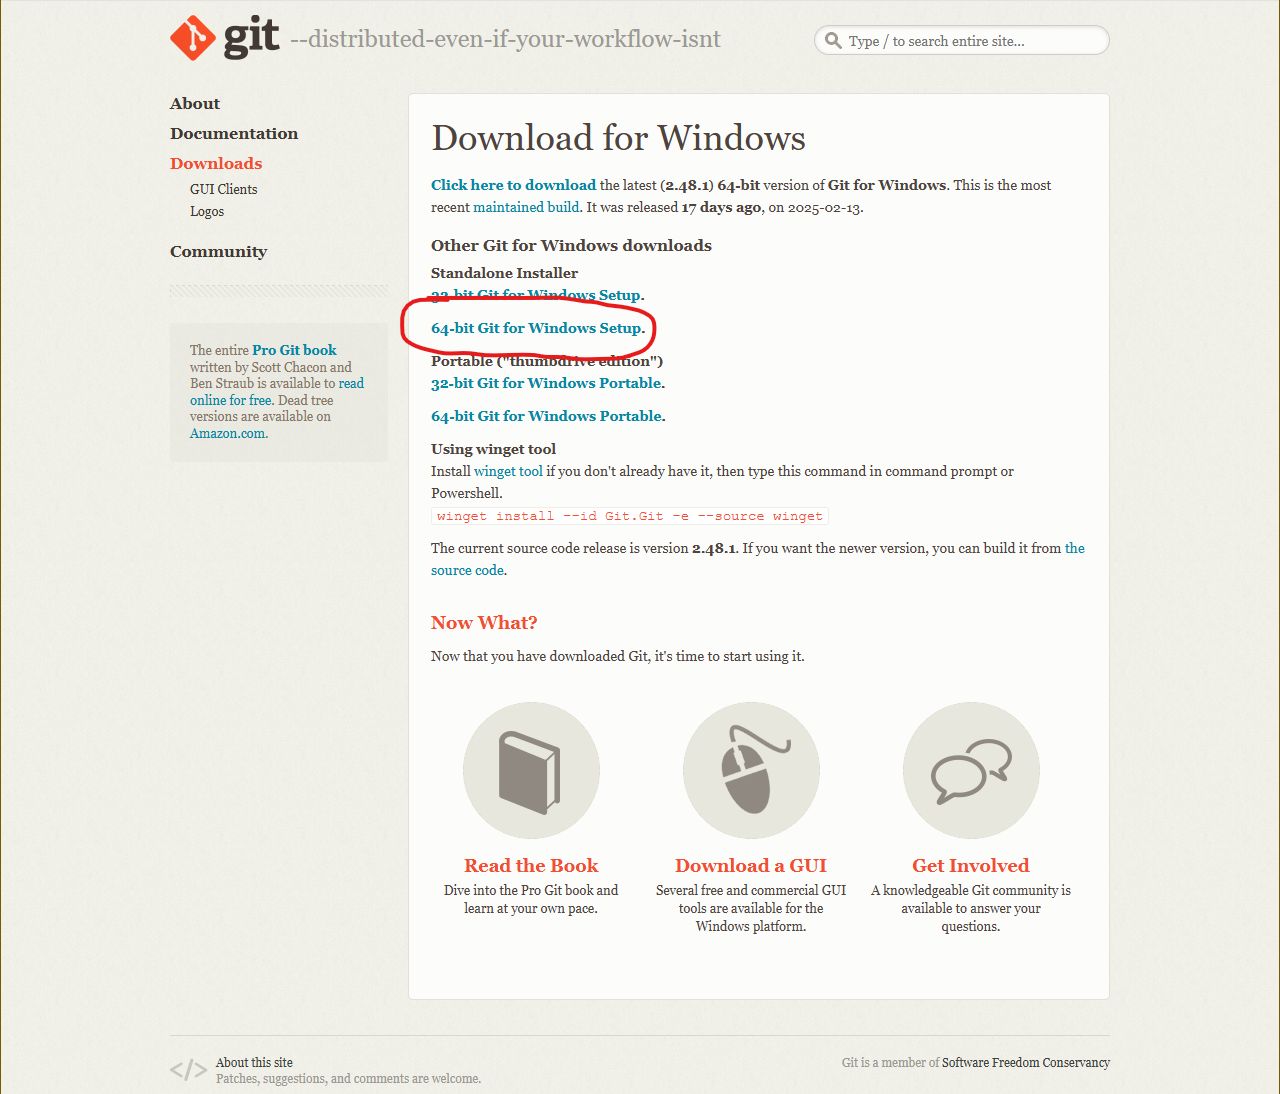 git --distributed-even-if-your-workflow-isnt
Type / to search entire site...
About
Documentation
Downloads
GUI Clients
Logos
Community
The entire Pro Git book
written by Scott Chacon and
Ben Straub is available to read
online for free. Dead tree
versions are available on
Amazon.com.
Download for Windows
Click here to download the latest (2.48.1) 64-bit version of Git for Windows. This is the most
recent maintained build. It was released 17 days ago, on 2025-02-13.
Other Git for Windows downloads
Standalone Installer
32-bit Git for Windows Setup.
64-bit Git for Windows Setup.
Portable ("thumbdrive edition")
32-bit Git for Windows Portable.
64-bit Git for Windows Portable.
Using winget tool
Install winget tool if you don't already have it, then type this command in command prompt or
Powershell.
winget install --id Git.Git -e --source winget
The current source code release is version 2.48.1. If you want the newer version, you can build it from the
source code.
Now What?
Now that you have downloaded Git, it's time to start using it.
Read the Book
Dive into the Pro Git book and
learn at your own pace.
Download a GUI
Several free and commercial GUI
tools are available for the
Windows platform.
Get Involved
A knowledgeable Git community is
available to answer your
questions.
</> About this site
Patches, suggestions, and comments are welcome.
Git is a member of Software Freedom Conservancy